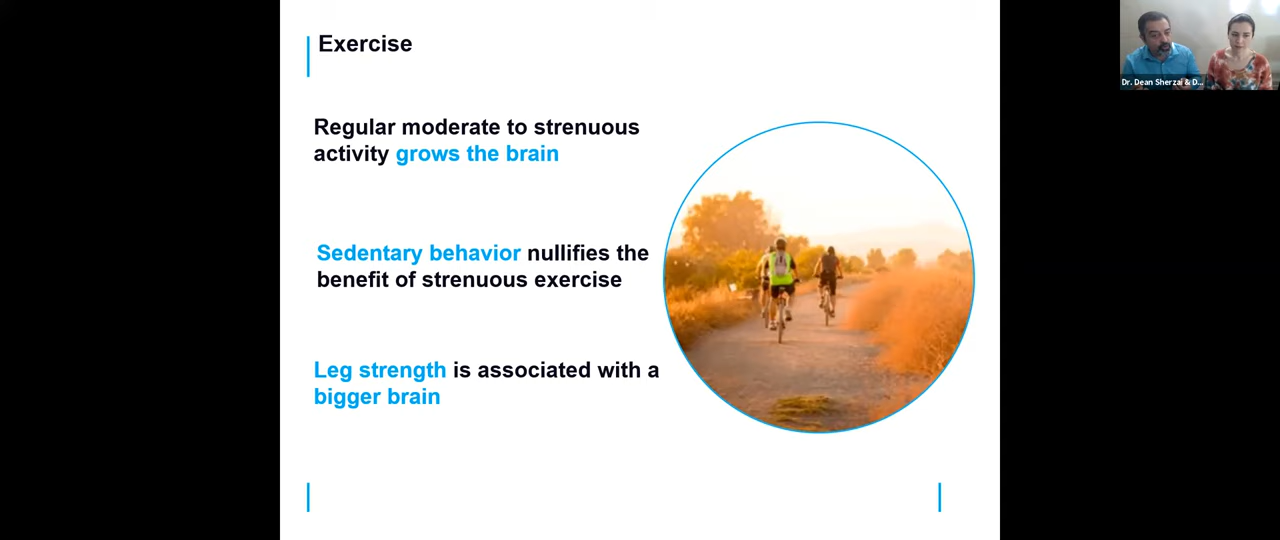 Exercise
Regular moderate to strenuous
activity grows the brain
Sedentary behavior nullifies the
benefit of strenuous exercise
Leg strength is associated with a
bigger brain
Dr. Dean Sherzai & D...